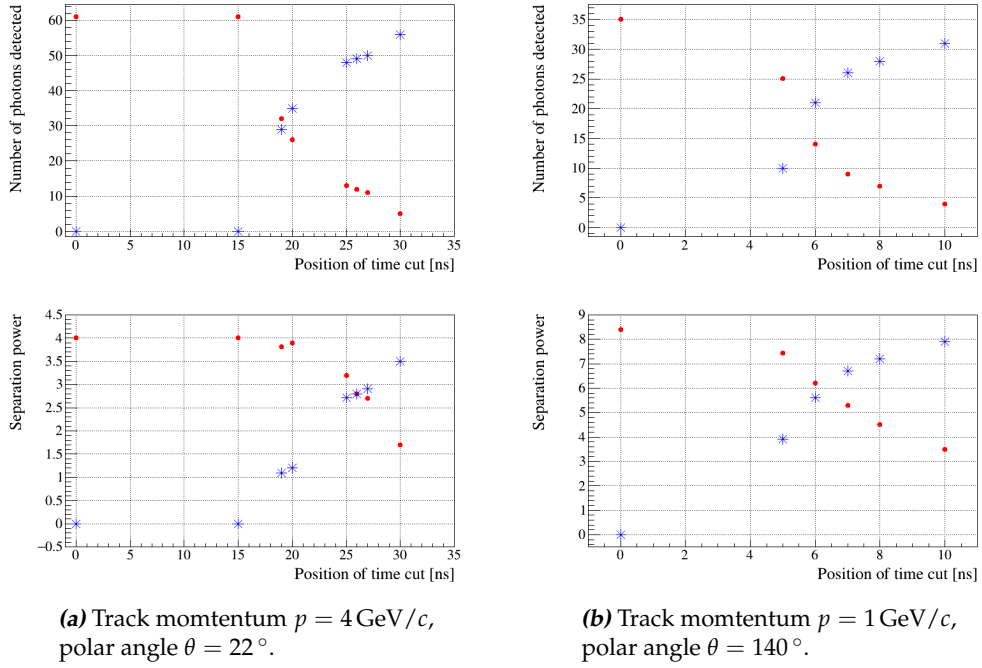 Number of photons detected
60
50
40
30
20
10
0
0 5 10 15 20 25 30 35
Position of time cut [ns]
Number of photons detected
35
30
25
20
15
10
5
0
0 2 4 6 8 10
Position of time cut [ns]
Separation power
4.5
4
3.5
3
2.5
2
1.5
1
0.5
0
−0.5
0 5 10 15 20 25 30 35
Position of time cut [ns]
Separation power
9
8
7
6
5
4
3
2
1
0
0 2 4 6 8 10
Position of time cut [ns]
(a) Track momtentum p = 4 GeV/c,
polar angle θ = 22°.
(b) Track momtentum p = 1 GeV/c,
polar angle θ = 140°.